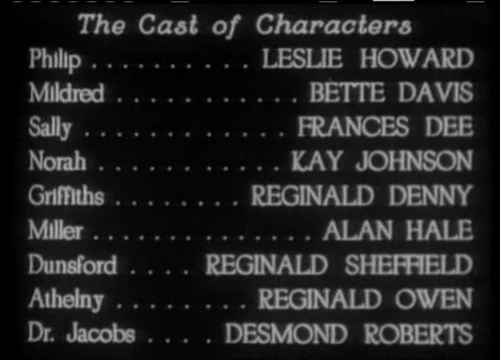 The Cast of Characters
Philip . . . . . . . . . . LESLIE HOWARD
Mildred . . . . . . . . . . . BETTE DAVIS
Sally . . . . . . . . . . . . . FRANCES DEE
Norah . . . . . . . . . . . . KAY JOHNSON
Griffiths . . . . . . . . REGINALD DENNY
Miller . . . . . . . . . . . . . . ALAN HALE
Dunsford . . . . REGINALD SHEFFIELD
Athelny . . . . . . . . REGINALD OWEN
Dr. Jacobs . . . . DESMOND ROBERTS